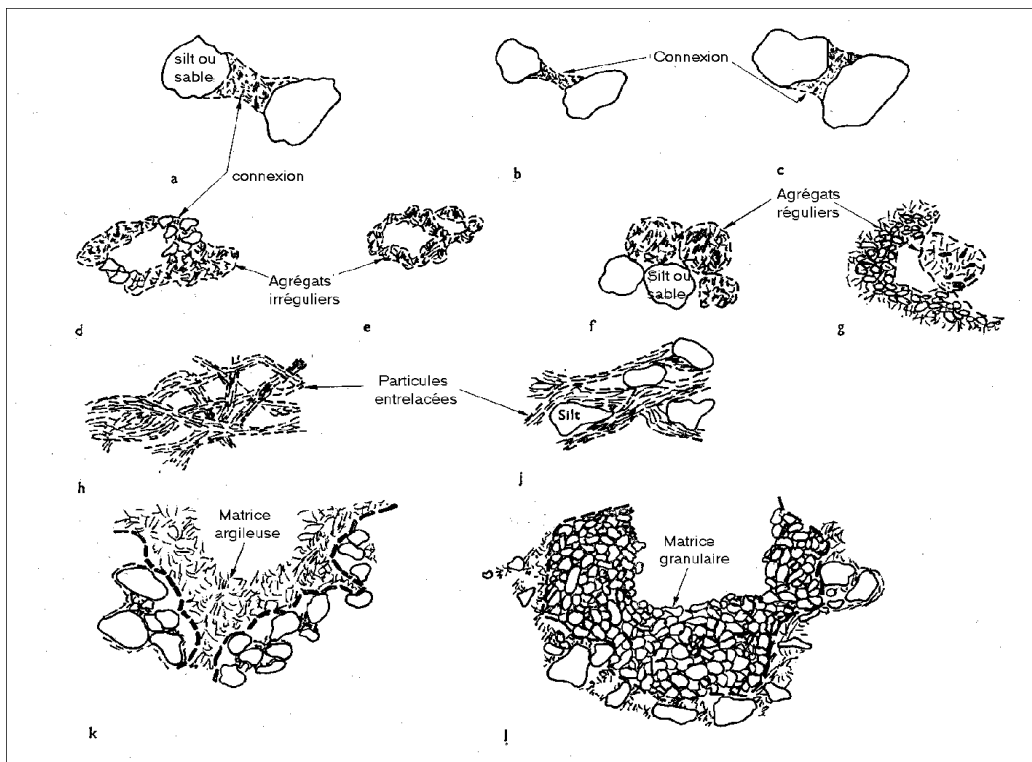 silt ou
sable
Connexion
a
connexion
b
c
Agrégats
réguliers
Agrégats
irréguliers
Silt ou
sable
d
e
f
g
Particules
entrelacées
Silt
h
j
Matrice
argileuse
Matrice
granulaire
k
l